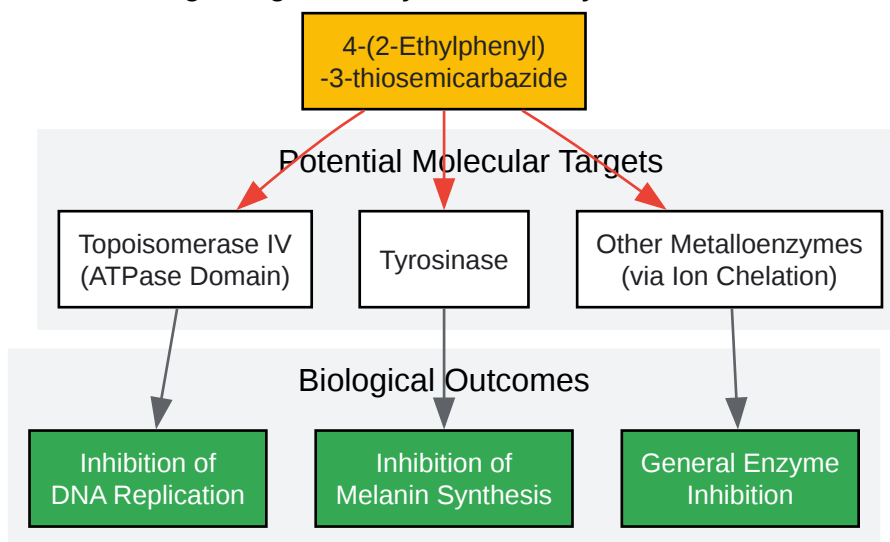 4-(2-Ethylphenyl)
-3-thiosemicarbazide
Potential Molecular Targets
Topoisomerase IV
(ATPase Domain)
Tyrosinase
Other Metalloenzymes
(via Ion Chelation)
Biological Outcomes
Inhibition of
DNA Replication
Inhibition of
Melanin Synthesis
General Enzyme
Inhibition